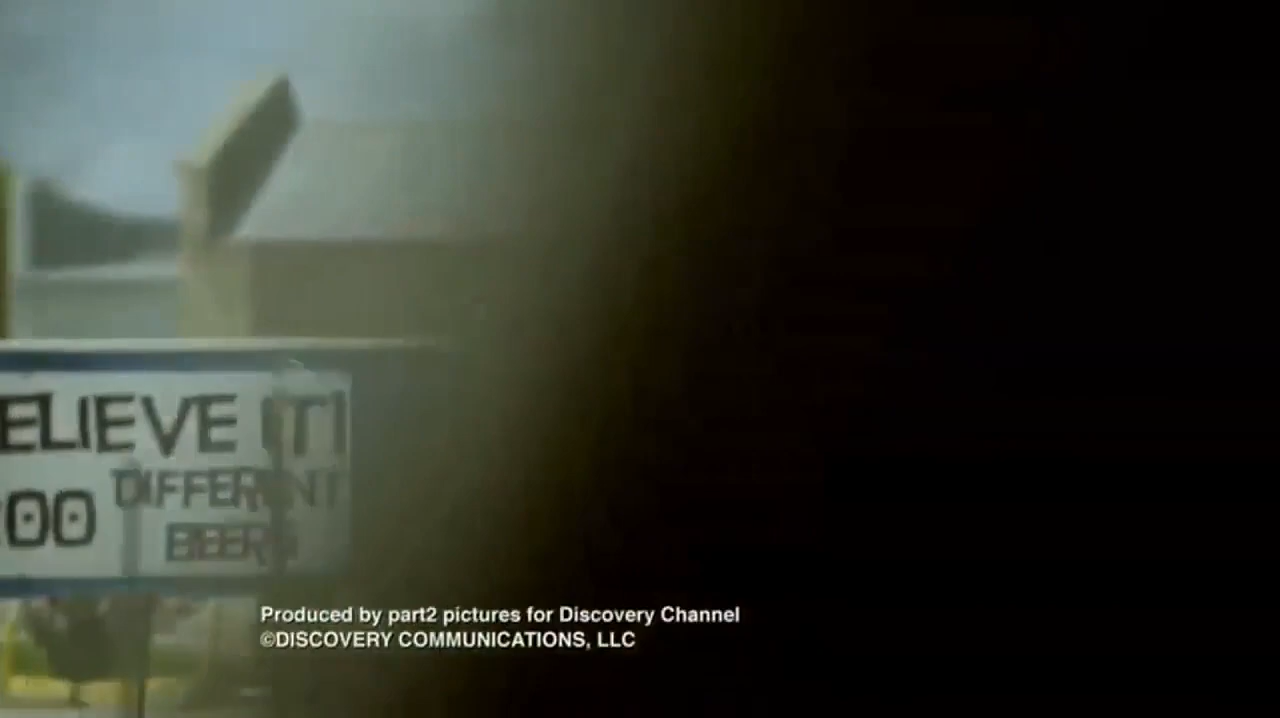 ELIEVE IT!
00 DIFFERENT
BEERS
Produced by part2 pictures for Discovery Channel
©DISCOVERY COMMUNICATIONS, LLC